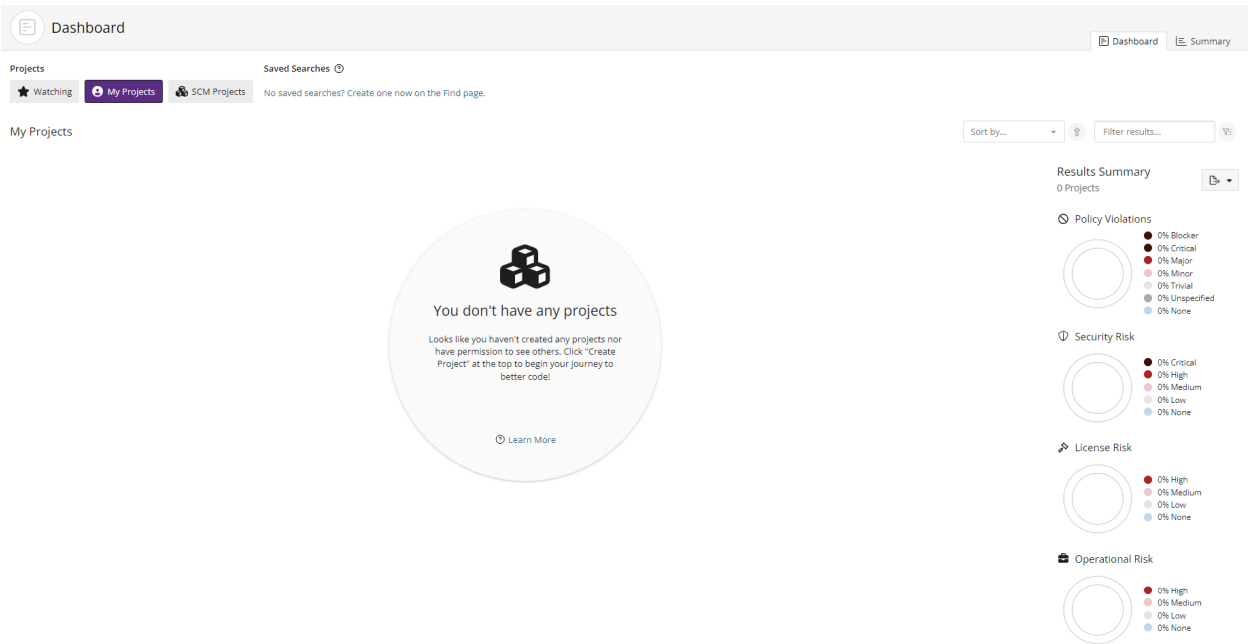 Dashboard
Dashboard
Summary
Projects
Saved Searches
Watching
My Projects
SCM Projects
No saved searches? Create one now on the Find page.
My Projects
Sort by...
Filter results...
Results Summary
0 Projects
Policy Violations
0% Blocker
0% Critical
0% Major
0% Minor
0% Trivial
0% Unspecified
0% None
You don't have any projects
Looks like you haven't created any projects nor
have permission to see others. Click "Create
Project" at the top to begin your journey to
better code!
Learn More
Security Risk
0% Critical
0% High
0% Medium
0% Low
0% None
License Risk
0% High
0% Medium
0% Low
0% None
Operational Risk
0% High
0% Medium
0% Low
0% None